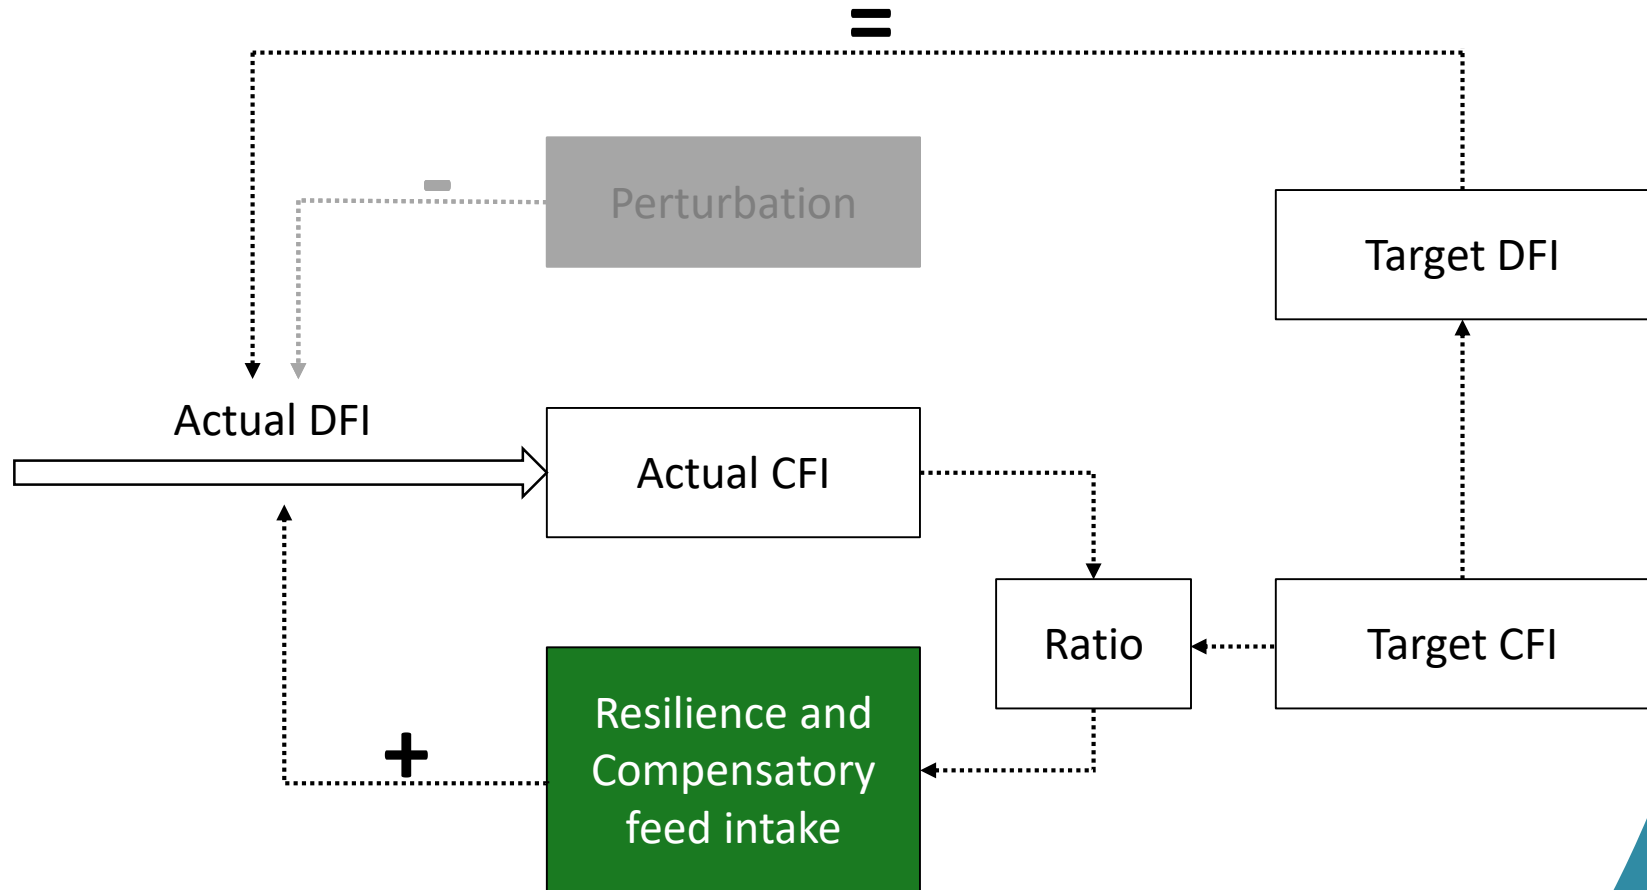 =
-
Perturbation
Target DFI
Actual DFI
Actual CFI
Ratio
Target CFI
Resilience and
Compensatory
feed intake
+